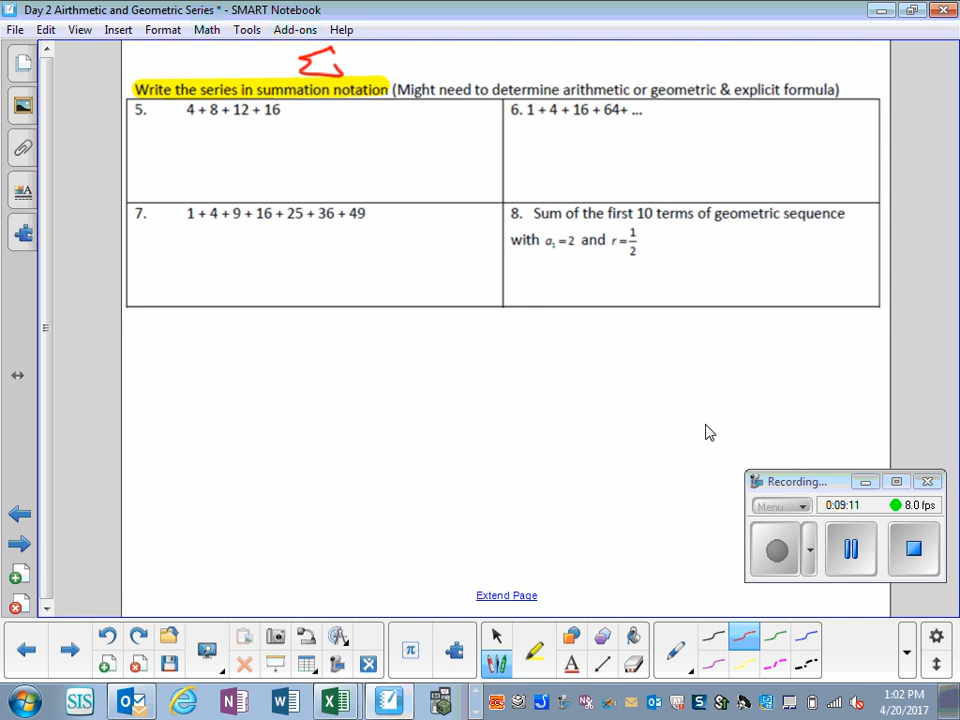 Day 2 Airthmetic and Geometric Series * - SMART Notebook
File Edit View Insert Format Math Tools Add-ons Help
Σ
Write the series in summation notation (Might need to determine arithmetic or geometric & explicit formula)
5. 4 + 8 + 12 + 16
6. 1 + 4 + 16 + 64+ ...
7. 1 + 4 + 9 + 16 + 25 + 36 + 49
8. Sum of the first 10 terms of geometric sequence
with a₁ = 2 and r = 1/2
Recording...
Menu 0:09:11 8.0 fps
Extend Page
1:02 PM
4/20/2017